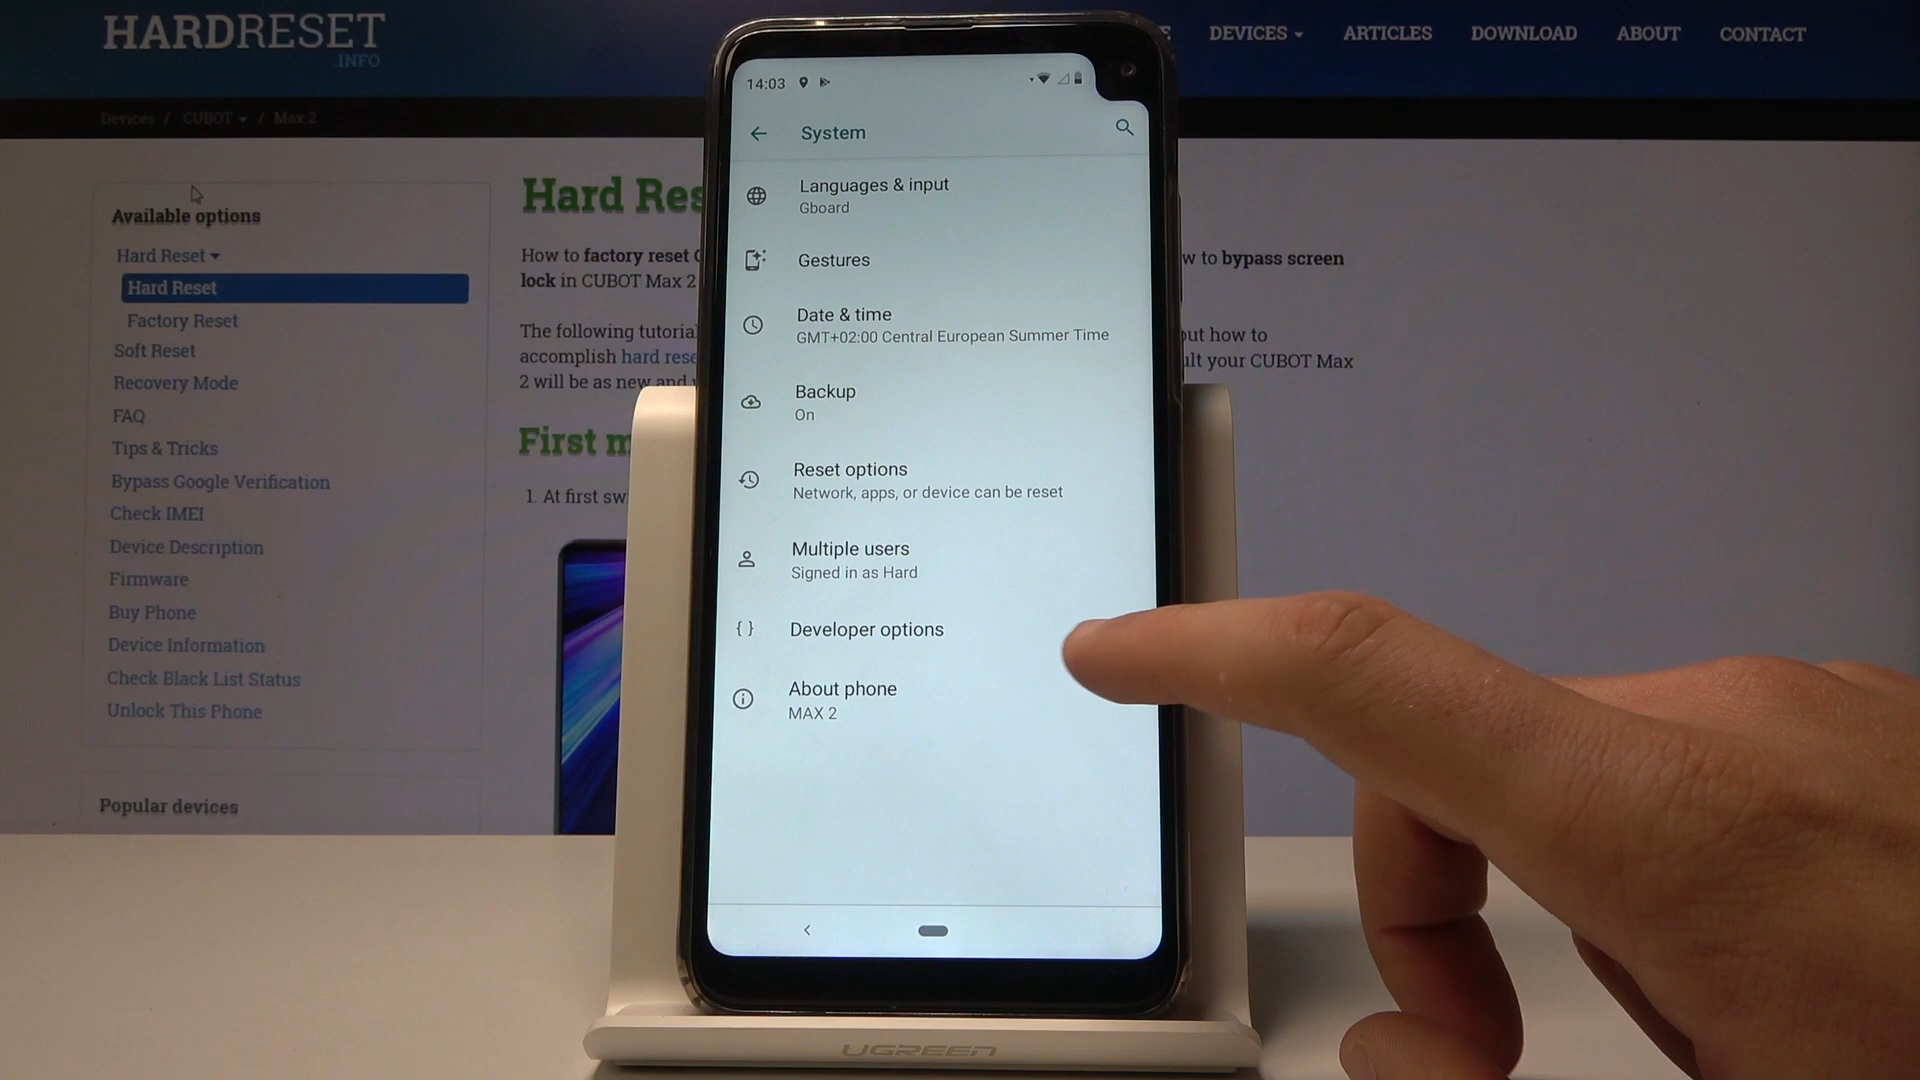 HARDRESET
.INFO
DEVICES
ARTICLES
DOWNLOAD
ABOUT
CONTACT
Devices / CUBOT / Max 2
Available options
Hard Reset
Hard Reset
Factory Reset
Soft Reset
Recovery Mode
FAQ
Tips & Tricks
Bypass Google Verification
Check IMEI
Device Description
Firmware
Buy Phone
Device Information
Check Black List Status
Unlock This Phone
Popular devices
Hard Res
How to factory reset
to bypass screen
lock in CUBOT Max 2
The following tutorial
how to
accomplish hard rese
your CUBOT Max
2 will be as new and
First m
1. At first sw
14:03
System
Languages & input
Gboard
Gestures
Date & time
GMT+02:00 Central European Summer Time
Backup
On
Reset options
Network, apps, or device can be reset
Multiple users
Signed in as Hard
{ } Developer options
About phone
MAX 2
UGREEN